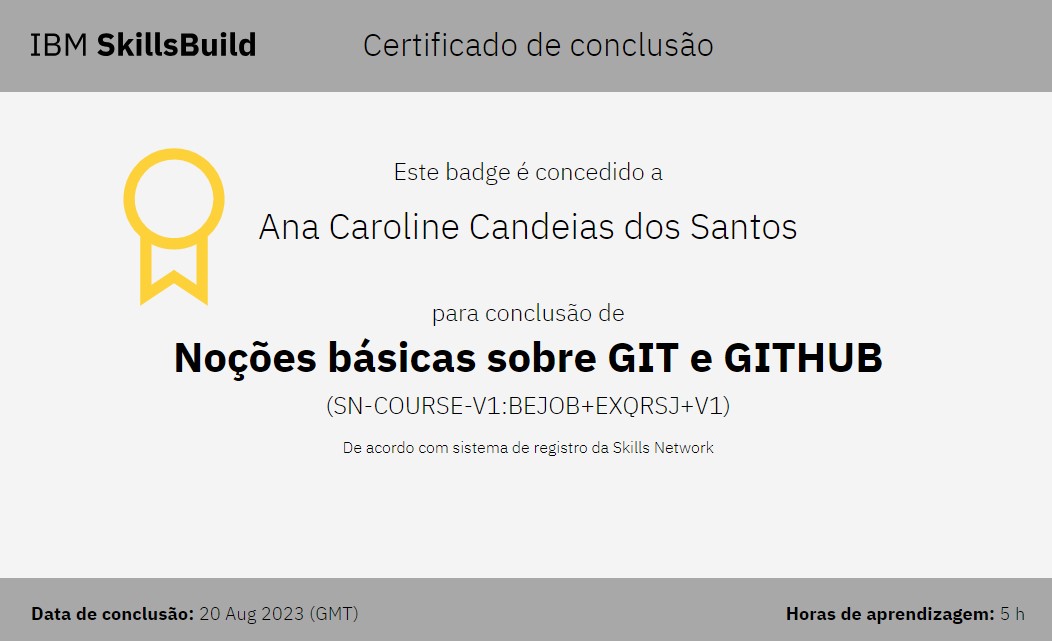 IBM SkillsBuild
Certificado de conclusão
Este badge é concedido a
Ana Caroline Candeias dos Santos
para conclusão de
Noções básicas sobre GIT e GITHUB
(SN-COURSE-V1:BEJOB+EXQRSJ+V1)
De acordo com sistema de registro da Skills Network
Data de conclusão: 20 Aug 2023 (GMT)
Horas de aprendizagem: 5 h